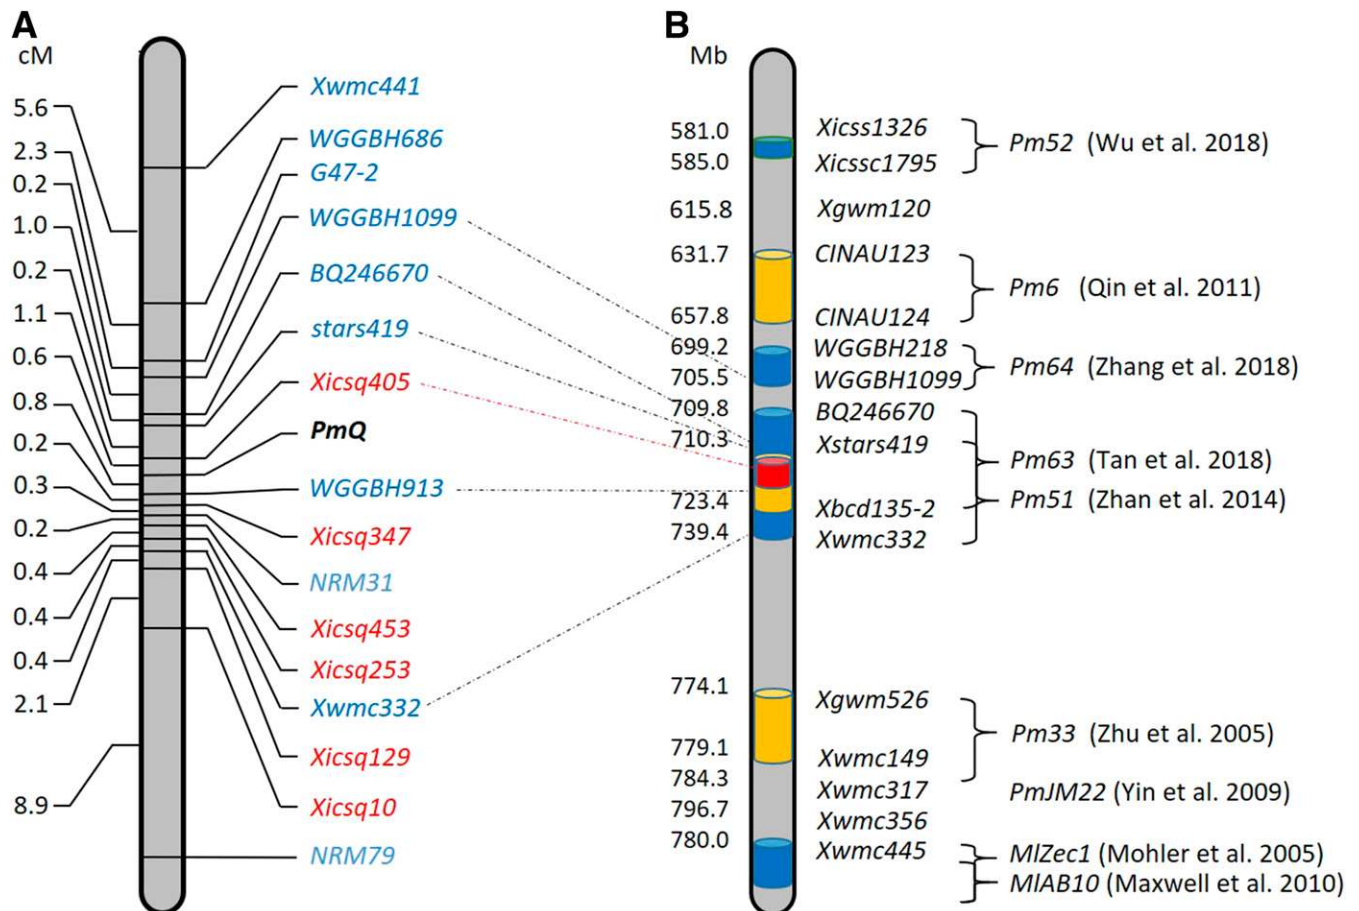 A
cM
5.6
2.3
0.2
1.0
0.2
1.1
0.6
0.8
0.2
0.3
0.2
0.4
0.4
0.4
2.1
8.9
Xwmc441
WGGBH686
G47-2
WGGBH1099
BQ246670
stars419
Xicsq405
PmQ
WGGBH913
Xicsq347
NRM31
Xicsq453
Xicsq253
Xwmc332
Xicsq129
Xicsq10
NRM79
B
Mb
581.0
585.0
615.8
631.7
657.8
699.2
705.5
709.8
710.3
723.4
739.4
774.1
779.1
784.3
796.7
780.0
Xicss1326
Xicssc1795
Xgwm120
CINAU123
CINAU124
WGGBH218
WGGBH1099
BQ246670
Xstars419
Xbcd135-2
Xwmc332
Xgwm526
Xwmc149
Xwmc317
Xwmc356
Xwmc445
Pm52 (Wu et al. 2018)
Pm6 (Qin et al. 2011)
Pm64 (Zhang et al. 2018)
Pm63 (Tan et al. 2018)
Pm51 (Zhan et al. 2014)
Pm33 (Zhu et al. 2005)
PmJM22 (Yin et al. 2009)
MlZec1 (Mohler et al. 2005)
MlAB10 (Maxwell et al. 2010)